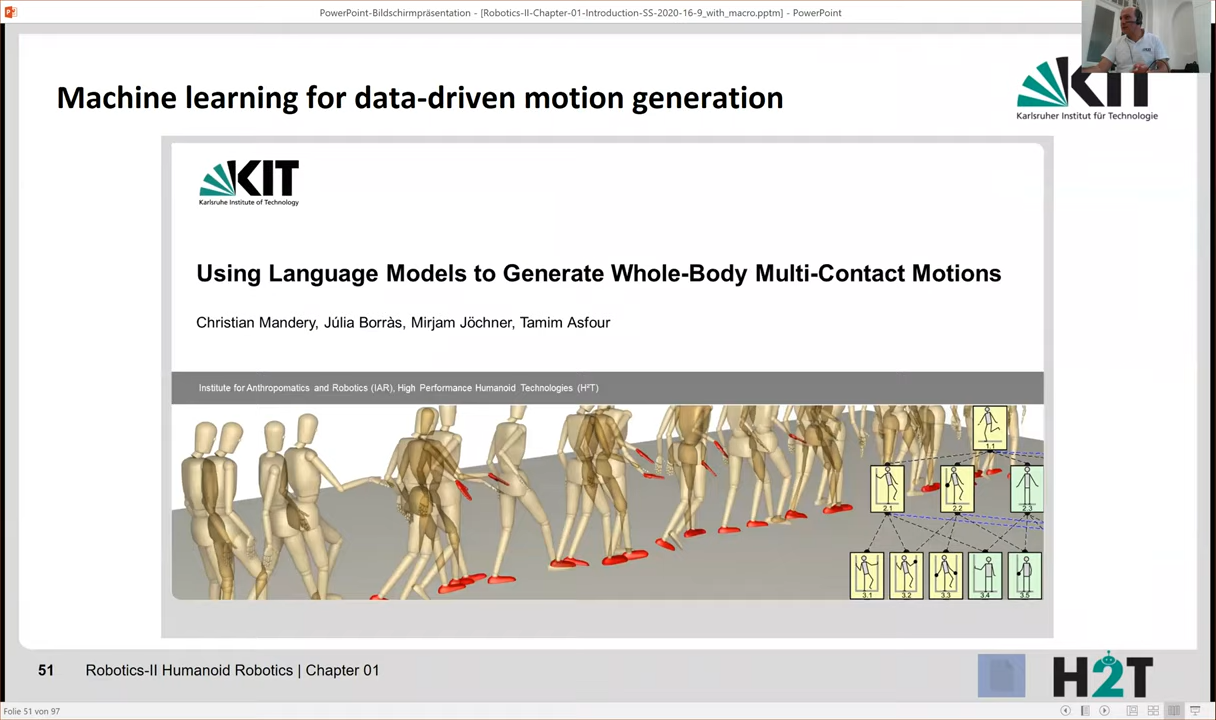 PowerPoint-Bildschirmpräsentation - [Robotics-II-Chapter-01-Introduction-SS-2020-16-9_with_macro.pptm] - PowerPoint
Machine learning for data-driven motion generation
KIT
Karlsruher Institut für Technologie
KIT
Karlsruhe Institute of Technology
Using Language Models to Generate Whole-Body Multi-Contact Motions
Christian Mandery, Júlia Borràs, Mirjam Jöchner, Tamim Asfour
Institute for Anthropomatics and Robotics (IAR), High Performance Humanoid Technologies (H²T)
1.1
2.1 2.2 2.3
3.1 3.2 3.3 3.4 3.5
51 Robotics-II Humanoid Robotics | Chapter 01
H2T
Folie 51 von 97